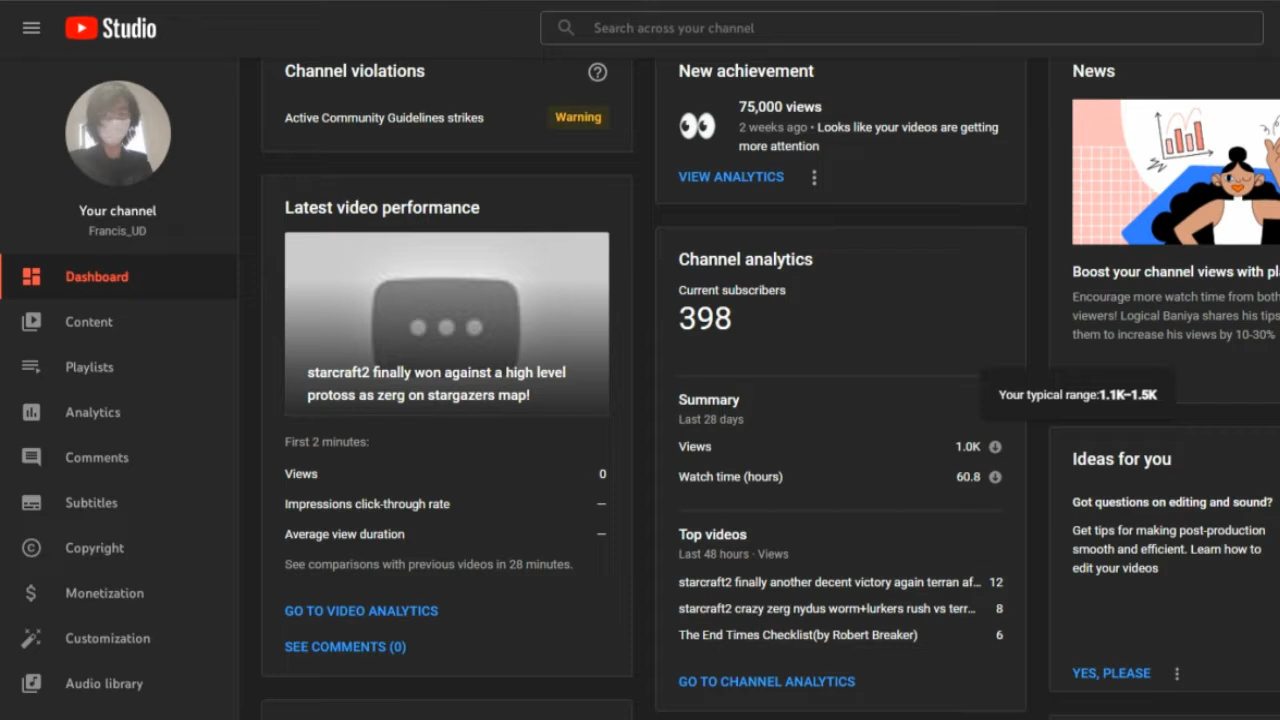 Studio
Search across your channel
Your channel
Francis_UD
Dashboard
Content
Playlists
Analytics
Comments
Subtitles
Copyright
Monetization
Customization
Audio library
Channel violations
Active Community Guidelines strikes
Warning
Latest video performance
starcraft2 finally won against a high level
protoss as zerg on stargazers map!
First 2 minutes:
Views 0
Impressions click-through rate —
Average view duration —
See comparisons with previous videos in 28 minutes.
GO TO VIDEO ANALYTICS
SEE COMMENTS (0)
New achievement
75,000 views
2 weeks ago • Looks like your videos are getting
more attention
VIEW ANALYTICS
Channel analytics
Current subscribers
398
Summary
Last 28 days
Views 1.0K
Watch time (hours) 60.8
Your typical range:1.1K–1.5K
Top videos
Last 48 hours · Views
starcraft2 finally another decent victory again terran af... 12
starcraft2 crazy zerg nydus worm+lurkers rush vs terr... 8
The End Times Checklist(by Robert Breaker) 6
GO TO CHANNEL ANALYTICS
News
Boost your channel views with pl
Encourage more watch time from both
viewers! Logical Baniya shares his tips
them to increase his views by 10-30%
Ideas for you
Got questions on editing and sound?
Get tips for making post-production
smooth and efficient. Learn how to
edit your videos
YES, PLEASE